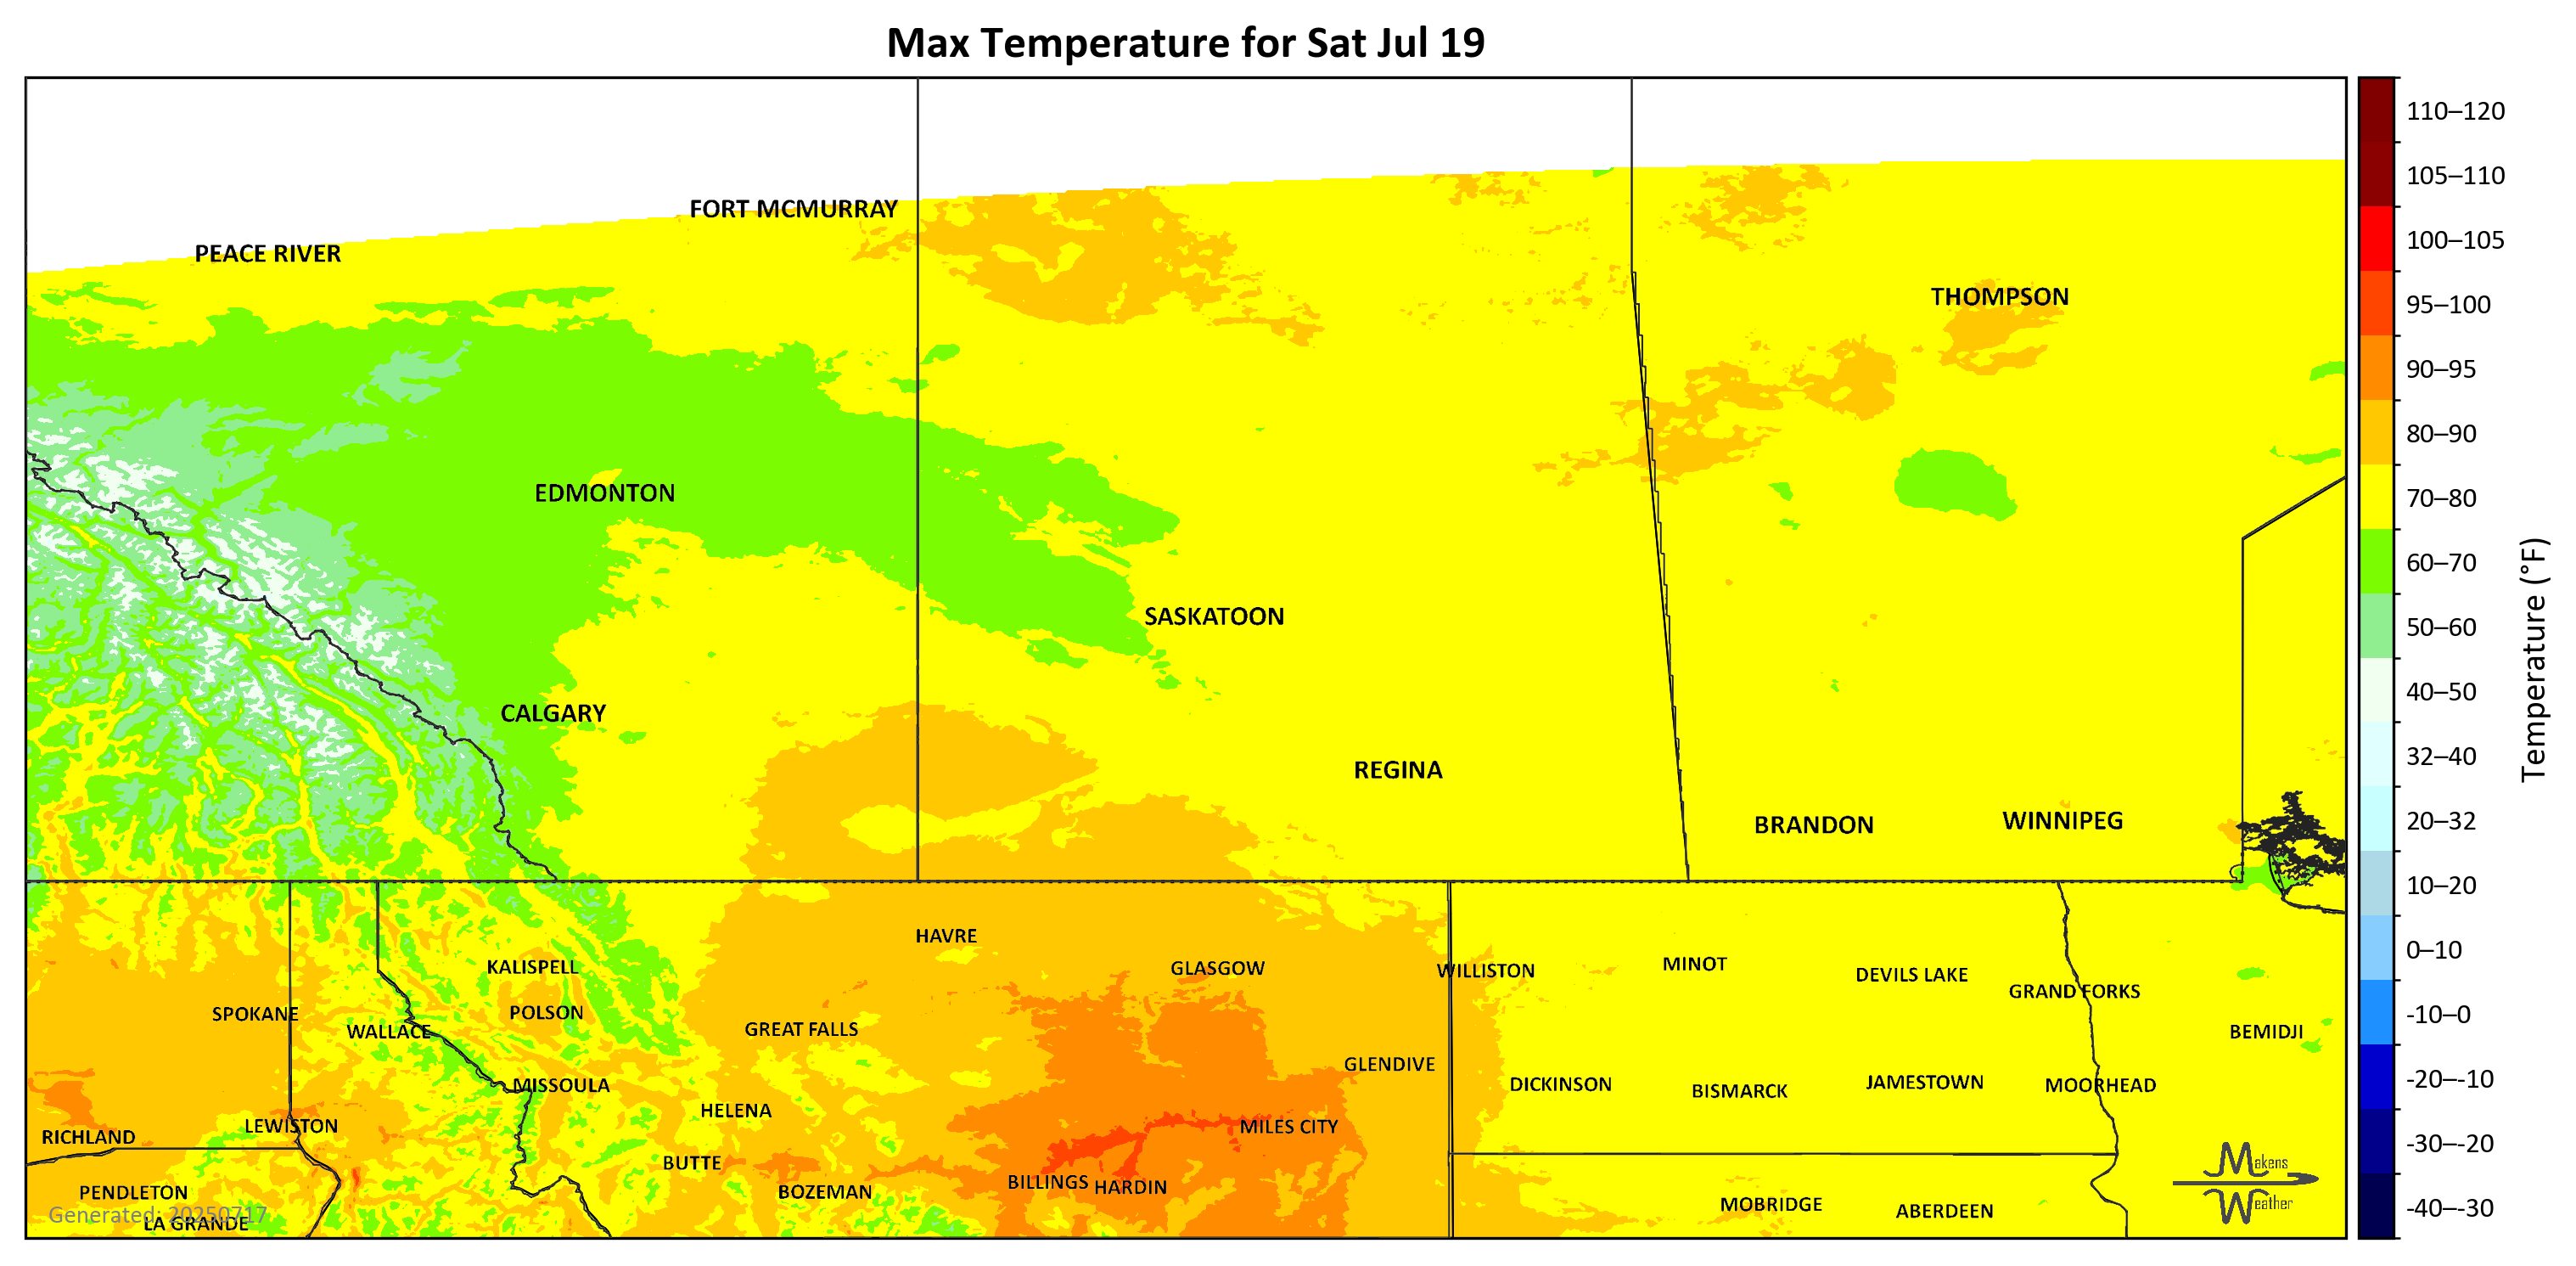 Max Temperature for Sat Jul 19
FORT MCMURRAY
PEACE RIVER
THOMPSON
EDMONTON
SASKATOON
CALGARY
REGINA
BRANDON
WINNIPEG
HAVRE
KALISPELL
GLASGOW
WILLISTON
MINOT
DEVILS LAKE
GRAND FORKS
SPOKANE
POLSON
WALLACE
GREAT FALLS
BEMIDJI
GLENDIVE
MISSOULA
DICKINSON
BISMARCK
JAMESTOWN
MOORHEAD
HELENA
LEWISTON
MILES CITY
RICHLAND
BUTTE
BILLINGS
HARDIN
BOZEMAN
PENDLETON
MOBRIDGE
ABERDEEN
Generated: 20250717
LA GRANDE
Makens
Weather
110–120
105–110
100–105
95–100
90–95
80–90
70–80
60–70
50–60
40–50
32–40
20–32
10–20
0–10
-10–0
-20–-10
-30–-20
-40–-30
Temperature (°F)